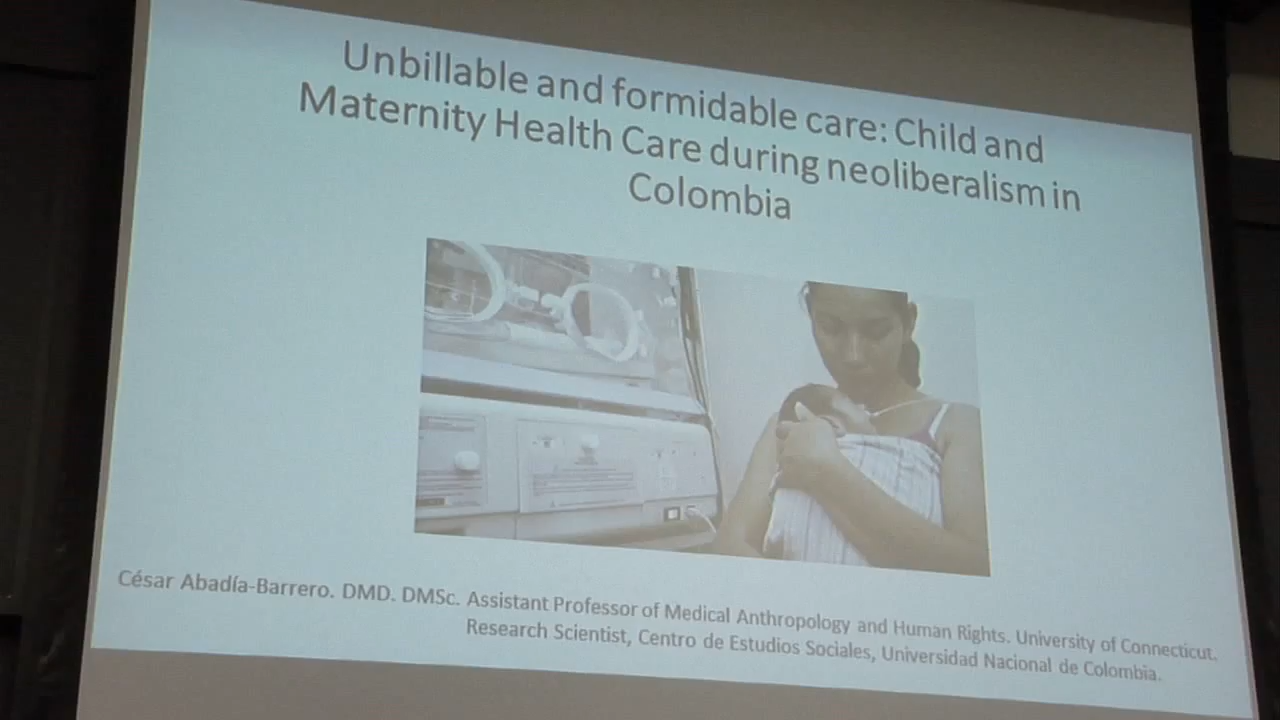 Unbillable and formidable care: Child and
Maternity Health Care during neoliberalism in
Colombia
César Abadía-Barrero. DMD. DMSc. Assistant Professor of Medical Anthropology and Human Rights. University of Connecticut.
Research Scientist, Centro de Estudios Sociales, Universidad Nacional de Colombia.